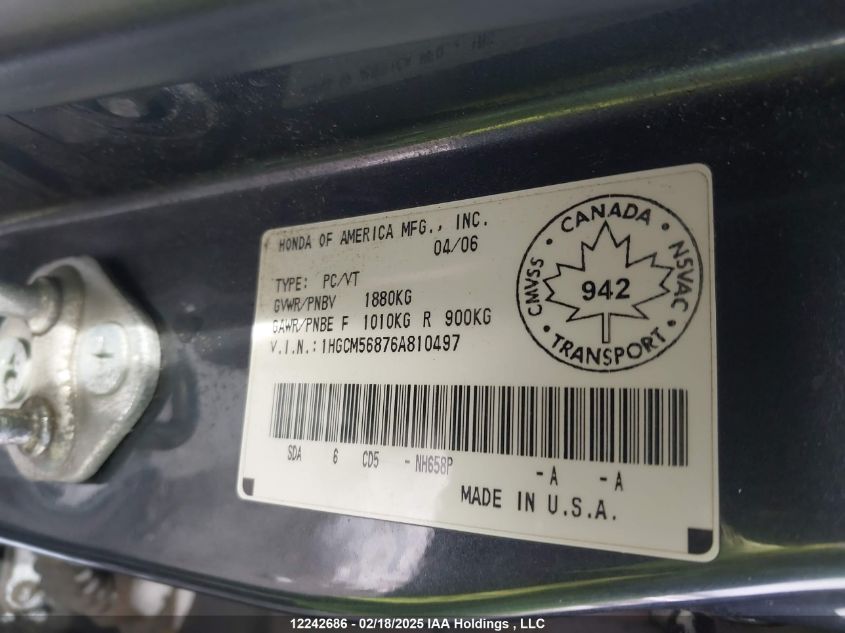 HONDA OF AMERICA MFG., INC.
04/06
TYPE: PC/VT
GVWR/PNBV 1880KG
GAWR/PNBE F 1010KG R 900KG
V.I.N.:1HGCM56876A810497
CANADA
CMVSS
NSVAC
942
TRANSPORT
SDA 6 CD5 -NH658P -A -A
MADE IN U.S.A.
12242686 - 02/18/2025 IAA Holdings , LLC